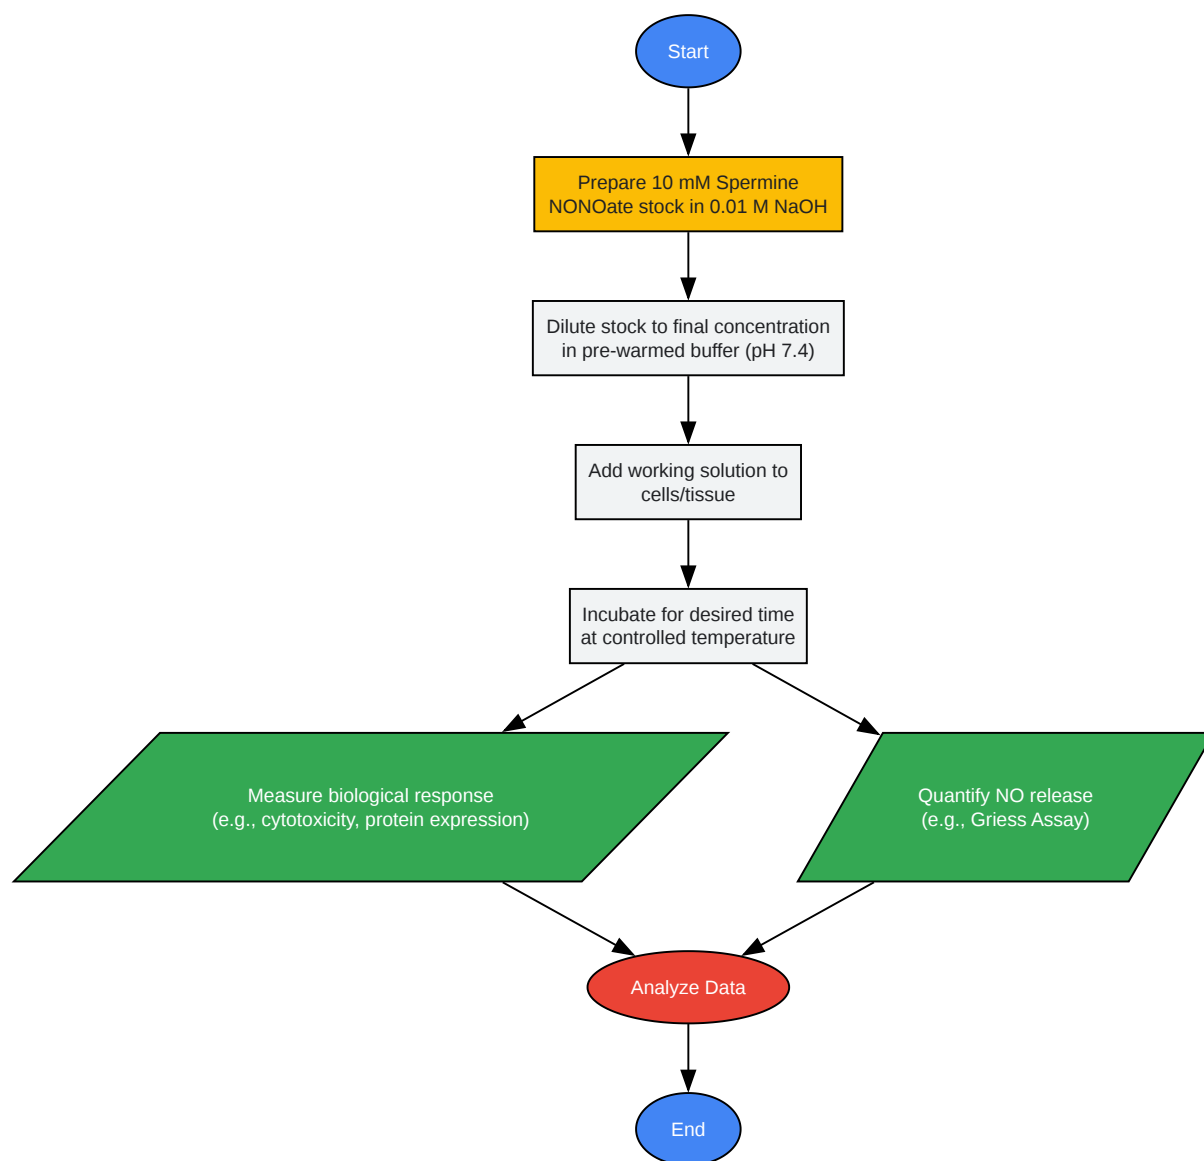 Start
Prepare 10 mM Spermine
NONOate stock in 0.01 M NaOH
Dilute stock to final concentration
in pre-warmed buffer (pH 7.4)
Add working solution to
cells/tissue
Incubate for desired time
at controlled temperature
Measure biological response
(e.g., cytotoxicity, protein expression)
Quantify NO release
(e.g., Griess Assay)
Analyze Data
End